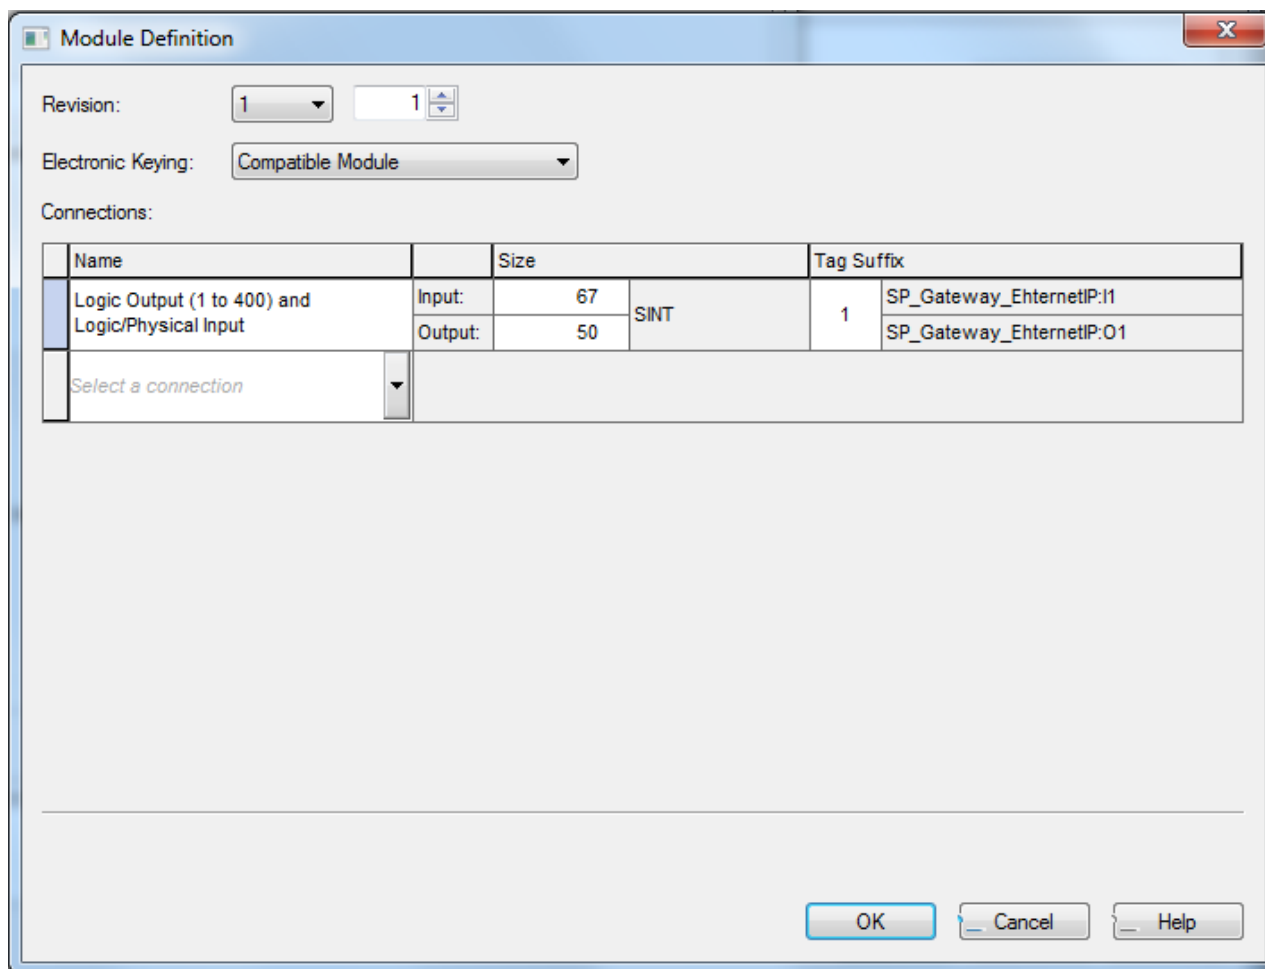 Module Definition
Revision: 1 1
Electronic Keying: Compatible Module
Connections:
Name Size Tag Suffix
Logic Output (1 to 400) and
Logic/Physical Input
Input: 67 SINT 1 SP_Gateway_EhternetIP:I1
Output: 50 SP_Gateway_EhternetIP:O1
Select a connection
OK Cancel Help